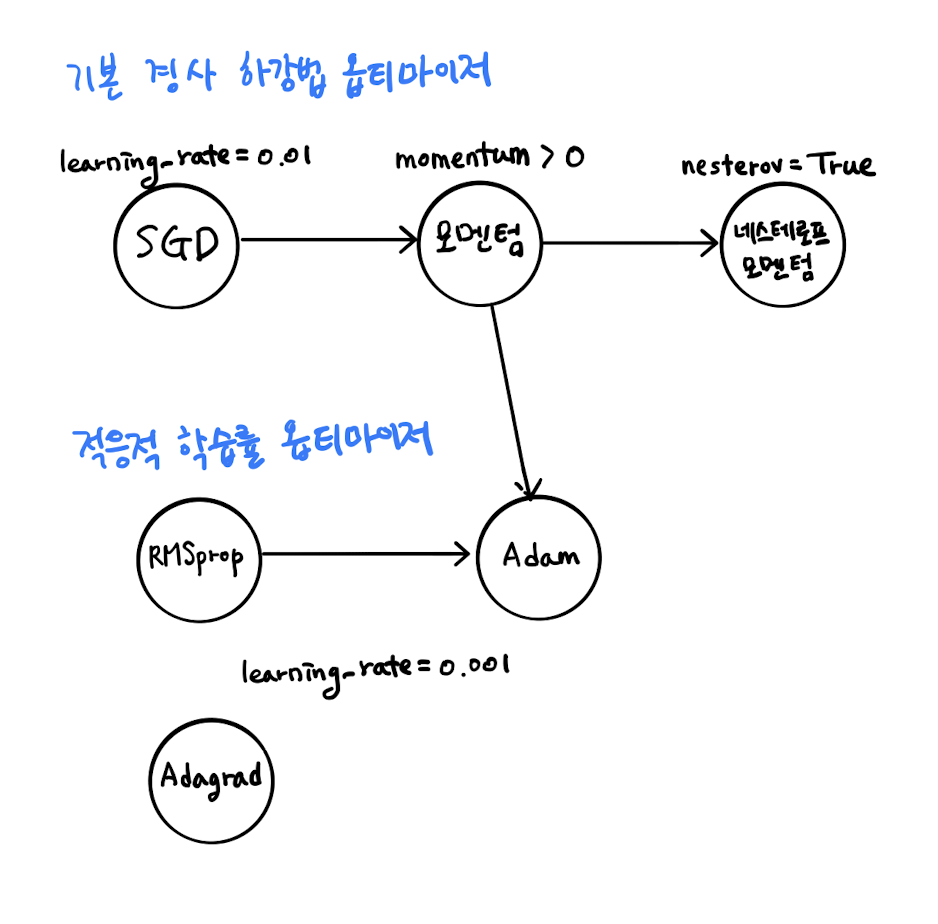 기본 경사 하강법 옵티마이저
learning_rate = 0.01
momentum > 0
nesterov = True
SGD
모멘텀
네스테로프
모멘텀
적응적 학습률 옵티마이저
RMSprop
Adam
learning_rate = 0.001
Adagrad